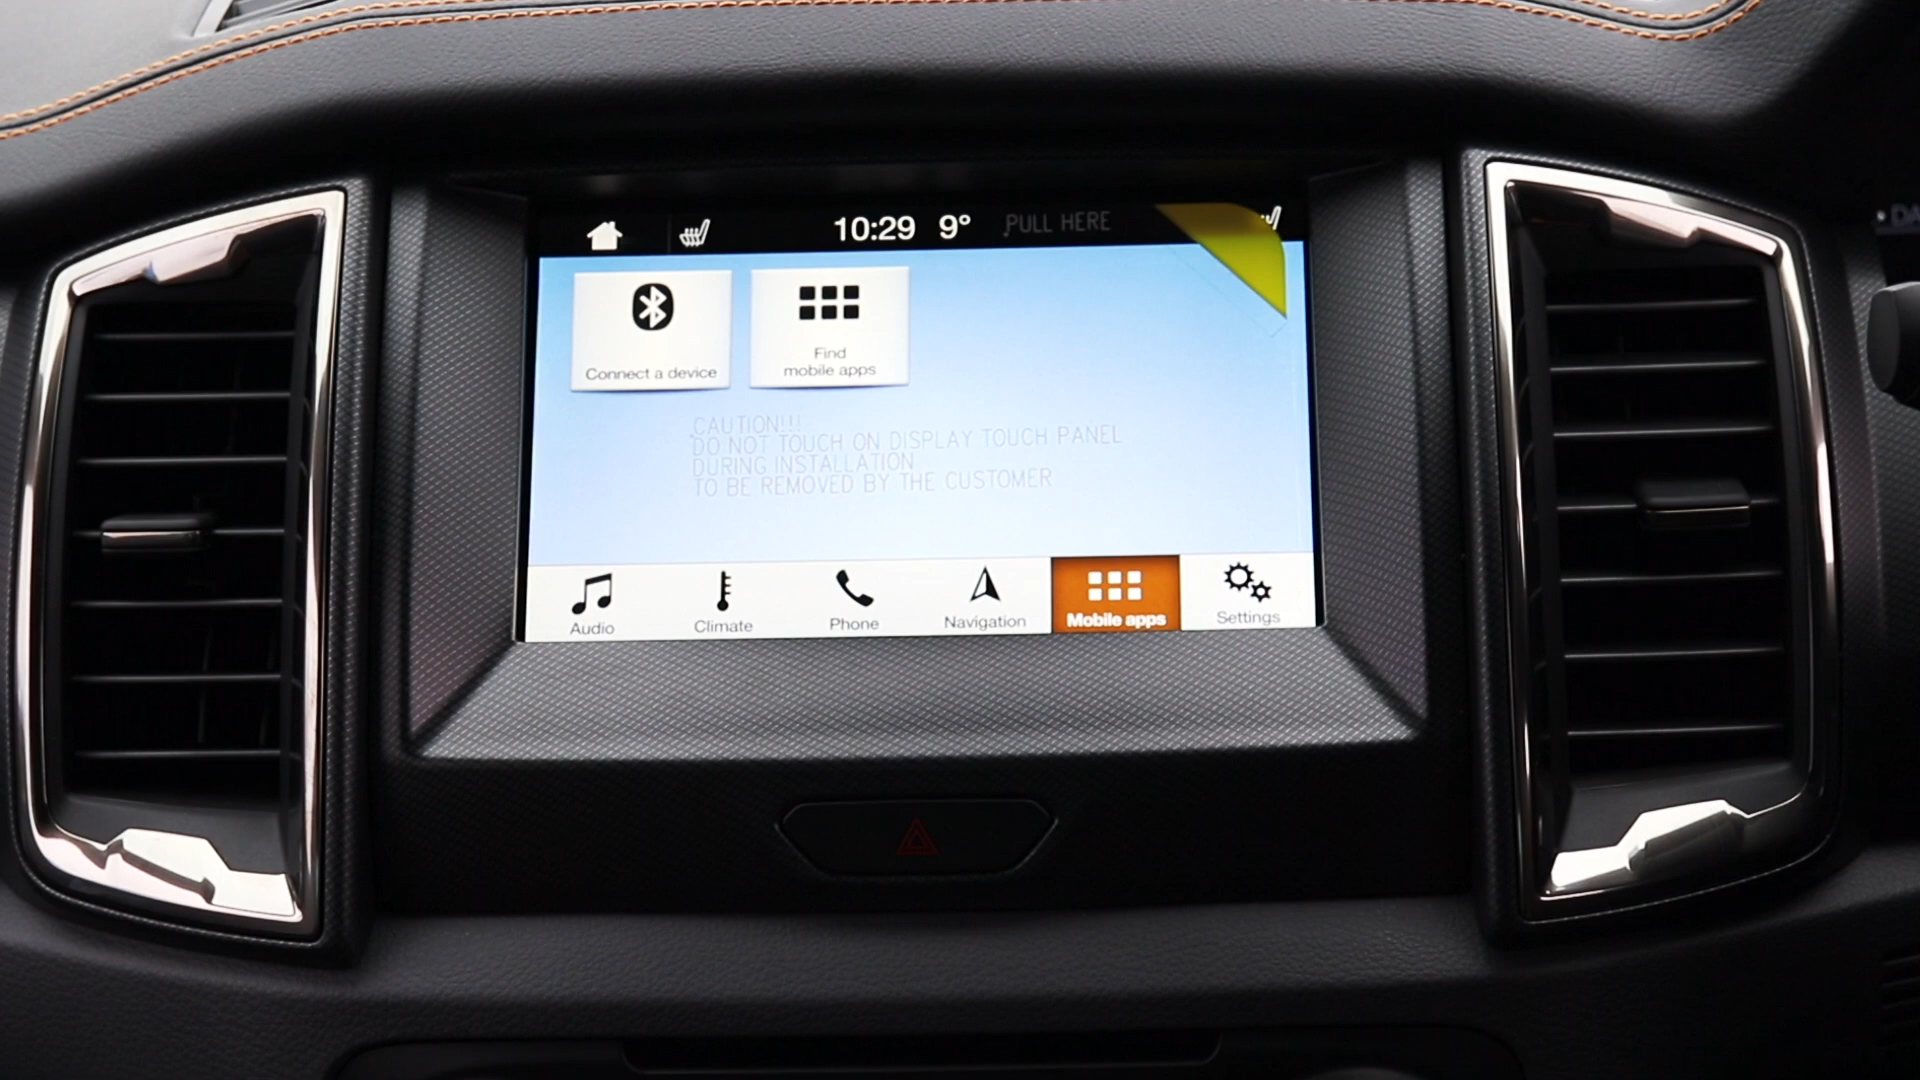 10:29 9° PULL HERE
Connect a device
Find
mobile apps
CAUTION!!!
DO NOT TOUCH ON DISPLAY TOUCH PANEL
DURING INSTALLATION
TO BE REMOVED BY THE CUSTOMER
Audio
Climate
Phone
Navigation
Mobile apps
Settings